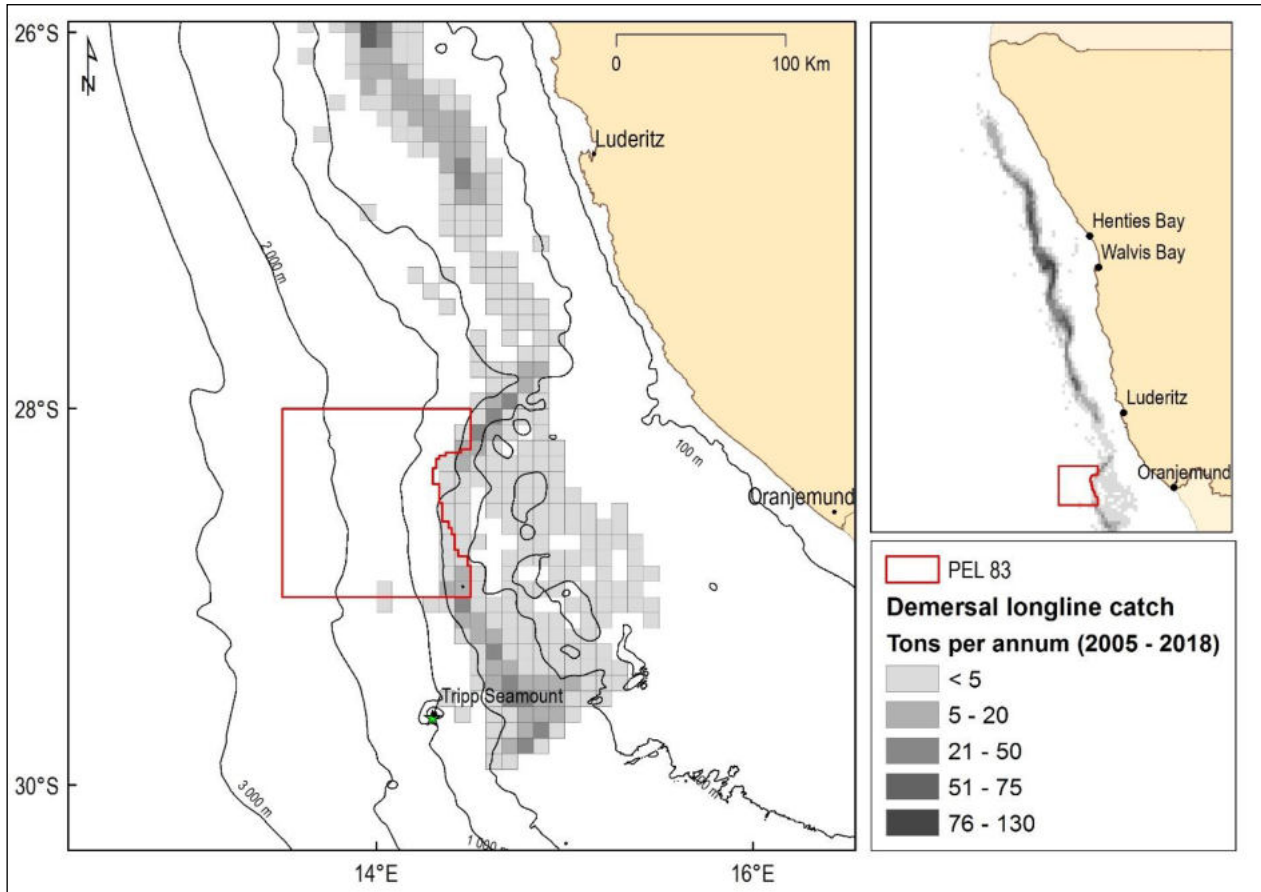 26°S
28°S
30°S
14°E
16°E
N
0
100 Km
Luderitz
2 000 m
100 m
Oranjemund
Tripp Seamount
3 000 m
1 000 m
Henties Bay
Walvis Bay
Luderitz
Oranjemund
PEL 83
Demersal longline catch
Tons per annum (2005 - 2018)
< 5
5 - 20
21 - 50
51 - 75
76 - 130